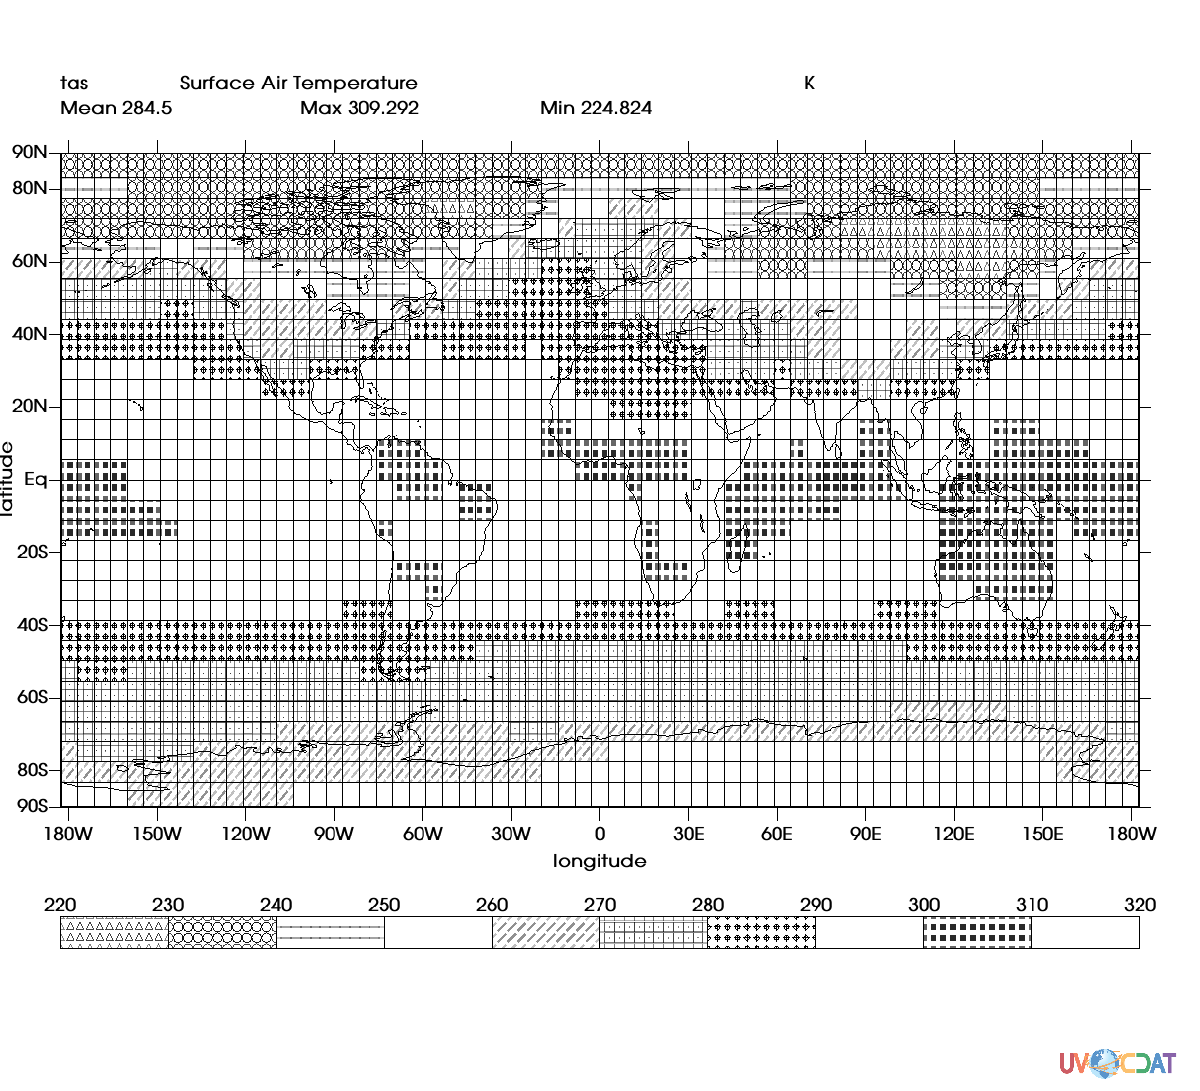 tas Surface Air Temperature K
Mean 284.5 Max 309.292 Min 224.824
90N
80N
60N
40N
20N
Eq
20S
40S
60S
80S
90S
latitude
180W 150W 120W 90W 60W 30W 0 30E 60E 90E 120E 150E 180W
longitude
220 230 240 250 260 270 280 290 300 310 320
UVCDAT